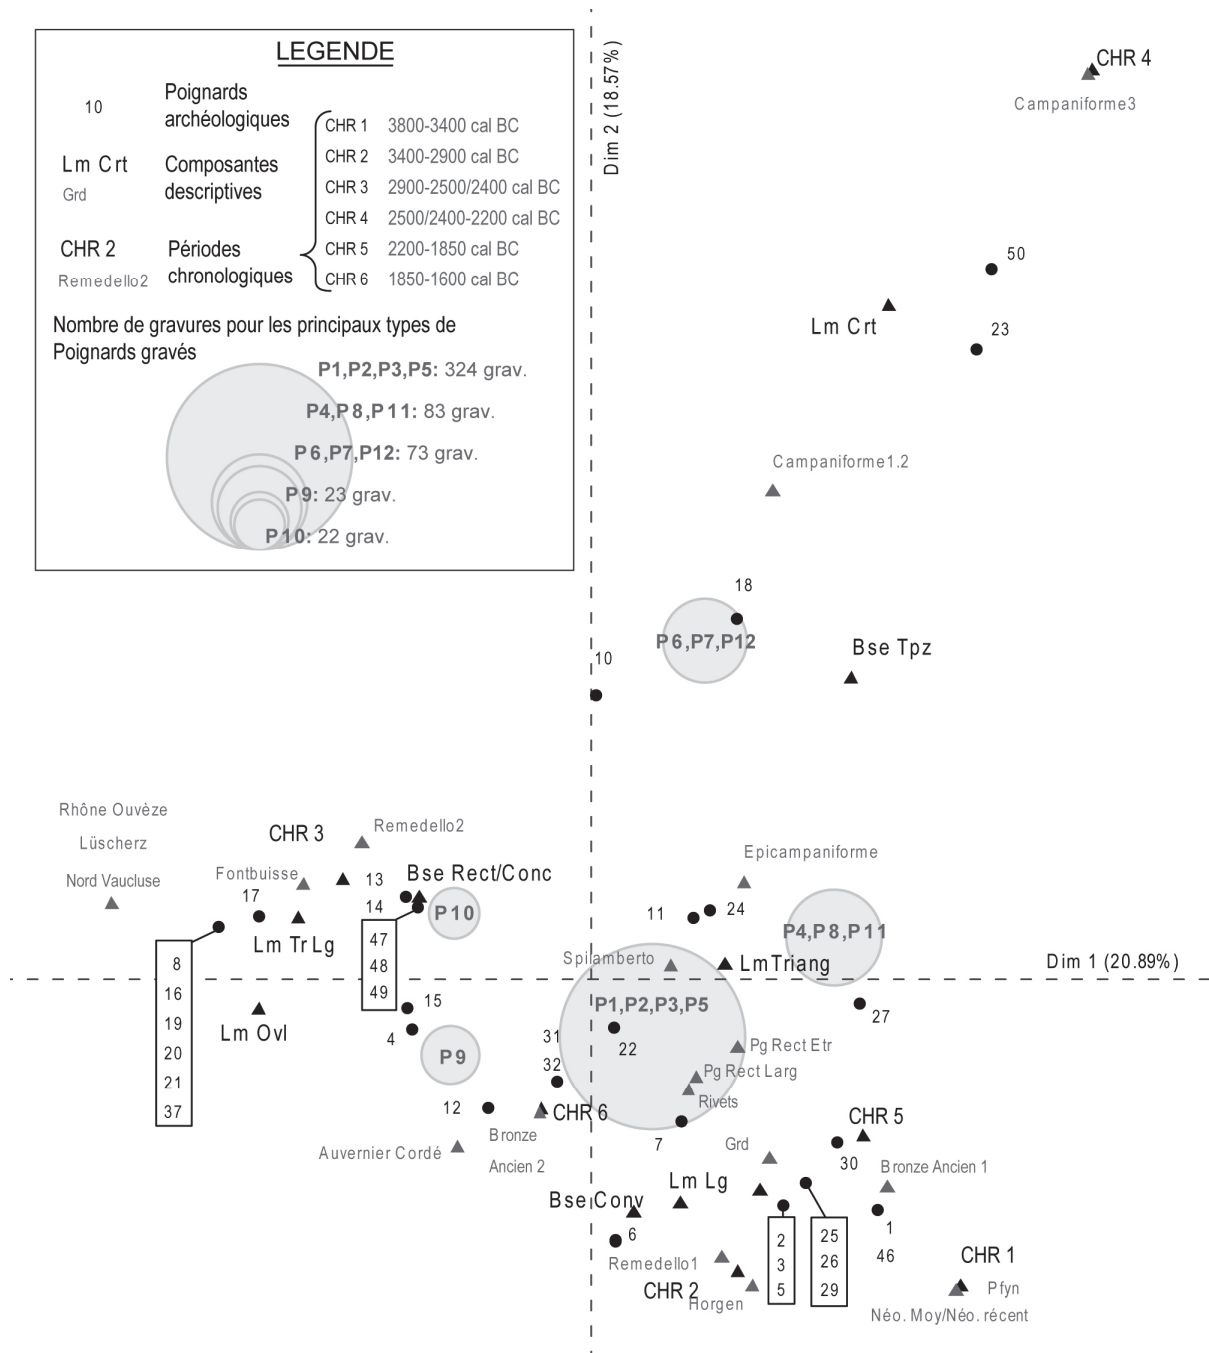 LEGENDE
10
Poignards
archéologiques
Lm Crt
Grd
Composantes
descriptives
CHR 2
Remedello2
Périodes
chronologiques
CHR 1 3800-3400 cal BC
CHR 2 3400-2900 cal BC
CHR 3 2900-2500/2400 cal BC
CHR 4 2500/2400-2200 cal BC
CHR 5 2200-1850 cal BC
CHR 6 1850-1600 cal BC
Nombre de gravures pour les principaux types de
Poignards gravés
P1,P2,P3,P5: 324 grav.
P4,P8,P11: 83 grav.
P6,P7,P12: 73 grav.
P9: 23 grav.
P10: 22 grav.
Dim 2 (18.57%)
CHR 4
Campaniforme3
50
Lm Crt
23
Campaniforme1.2
18
P6,P7,P12
Bse Tpz
10
Rhône Ouvèze
Lüscherz
Nord Vaucluse
CHR 3
Remedello2
Fontbuisse
13
Bse Rect/Conc
17
14
P10
Lm Tr Lg
47
48
49
8
16
19
20
21
37
Lm Ovl
15
4
P9
12
Auvernier Cordé
Bronze
Ancien 2
CHR 6
31
32
Epicampaniforme
11
24
P4,P8,P11
Spilamberto
LmTriang
Dim 1 (20.89%)
P1,P2,P3,P5
22
27
Pg Rect Etr
Pg Rect Larg
Rivets
7
Grd
CHR 5
30
Bronze Ancien 1
Lm Lg
Bse Conv
6
2
3
5
25
26
29
1
46
Remedello1
CHR 2
Horgen
CHR 1
Pfyn
Néo. Moy/Néo. récent